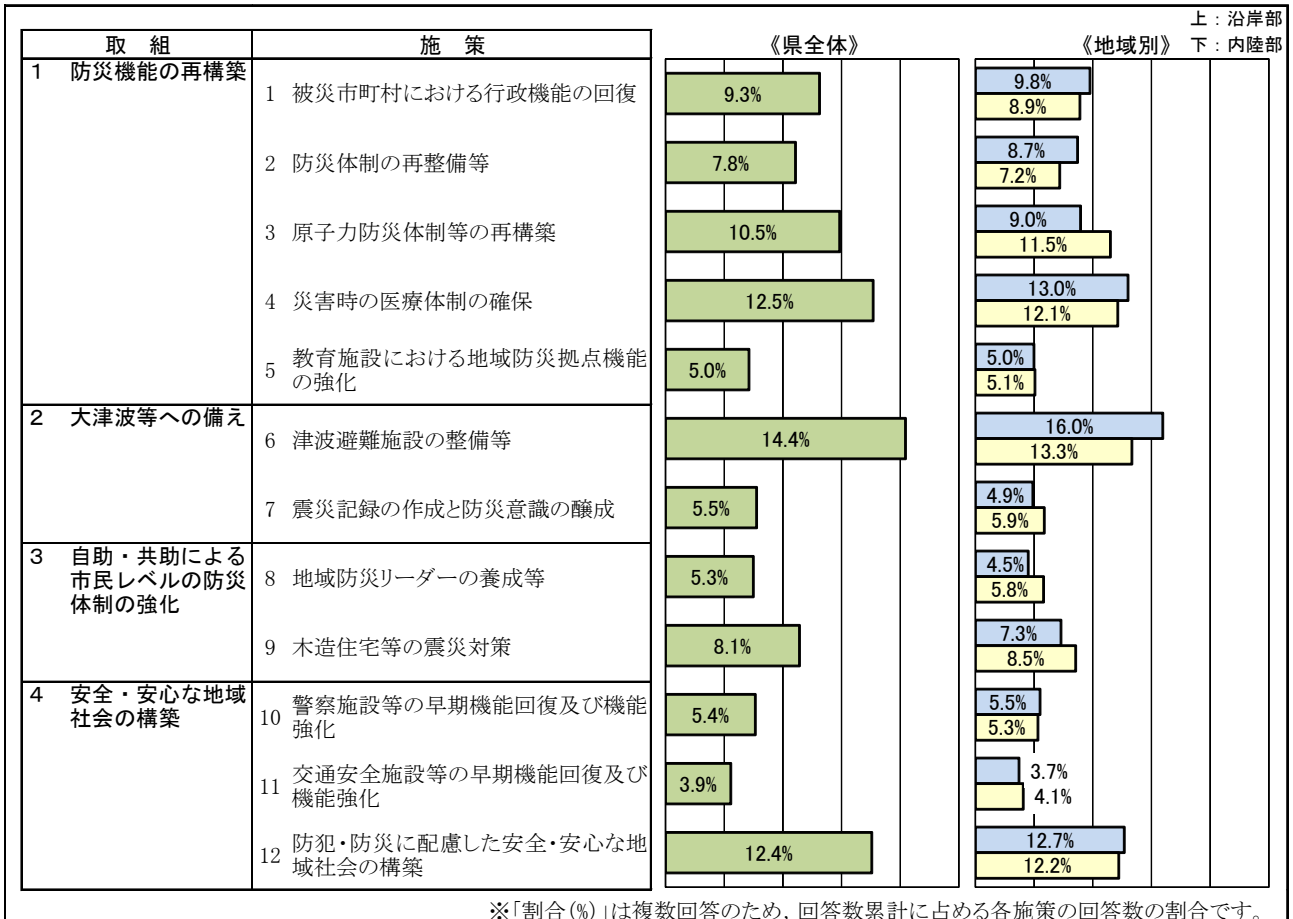 上：沿岸部
取　組　施　策　《県全体》　《地域別》　下：内陸部
1　防災機能の再構築
1　被災市町村における行政機能の回復　9.3%　9.8%
8.9%
2　防災体制の再整備等　7.8%　8.7%
7.2%
3　原子力防災体制等の再構築　10.5%　9.0%
11.5%
4　災害時の医療体制の確保　12.5%　13.0%
12.1%
5　教育施設における地域防災拠点機能
の強化　5.0%　5.0%
5.1%
2　大津波等への備え
6　津波避難施設の整備等　14.4%　16.0%
13.3%
7　震災記録の作成と防災意識の醸成　5.5%　4.9%
5.9%
3　自助・共助による
市民レベルの防災
体制の強化
8　地域防災リーダーの養成等　5.3%　4.5%
5.8%
9　木造住宅等の震災対策　8.1%　7.3%
8.5%
4　安全・安心な地域
社会の構築
10　警察施設等の早期機能回復及び機能
強化　5.4%　5.5%
5.3%
11　交通安全施設等の早期機能回復及び
機能強化　3.9%　3.7%
4.1%
12　防犯・防災に配慮した安全・安心な地
域社会の構築　12.4%　12.7%
12.2%
※「割合(%)」は複数回答のため，回答数累計に占める各施策の回答数の割合です。